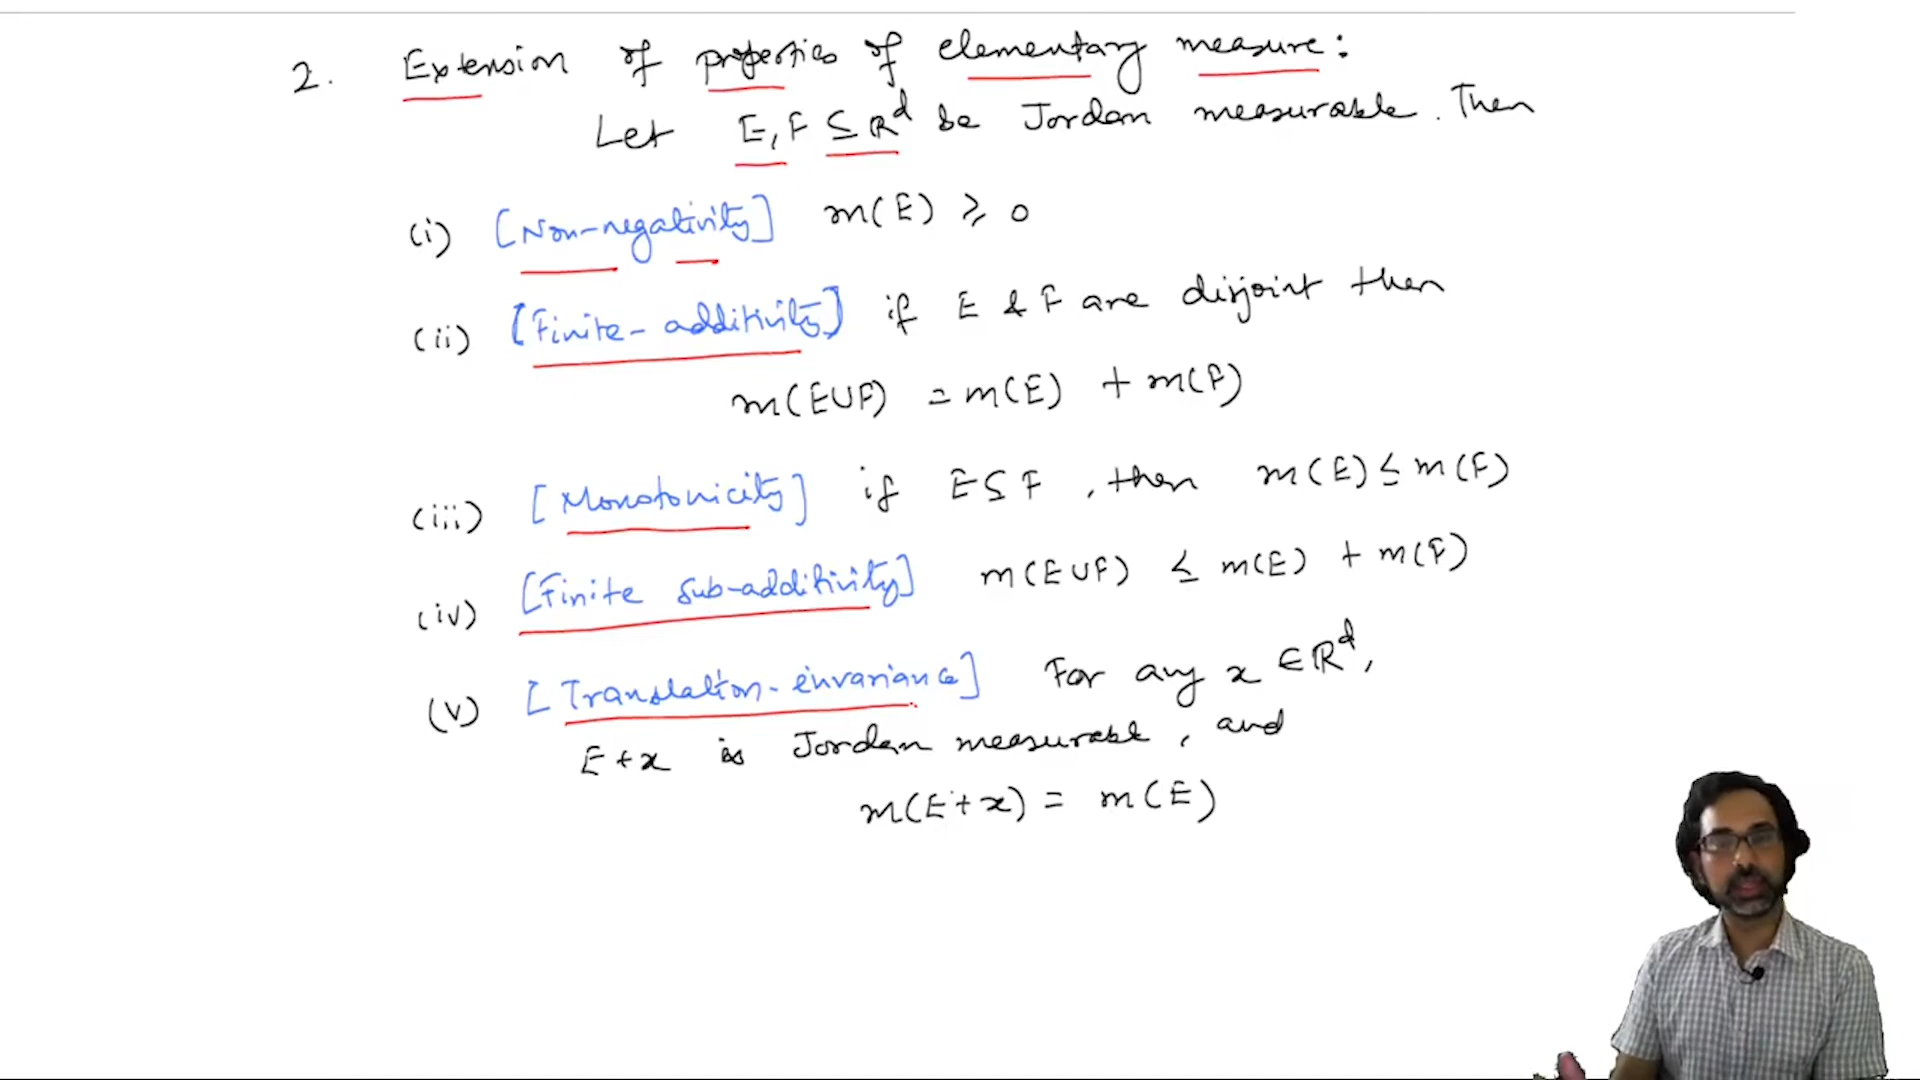 2. Extension of properties of elementary measure:
Let E, F ⊆ ℝᵈ be Jordan measurable. Then
(i) [Non-negativity] m(E) ≥ 0
(ii) [Finite-additivity] if E & F are disjoint then
m(E∪F) = m(E) + m(F)
(iii) [Monotonicity] if E⊆F, then m(E) ≤ m(F)
(iv) [Finite sub-additivity] m(E∪F) ≤ m(E) + m(F)
(v) [Translation-invariance] For any x ∈ ℝᵈ,
E+x is Jordan measurable, and
m(E+x) = m(E)